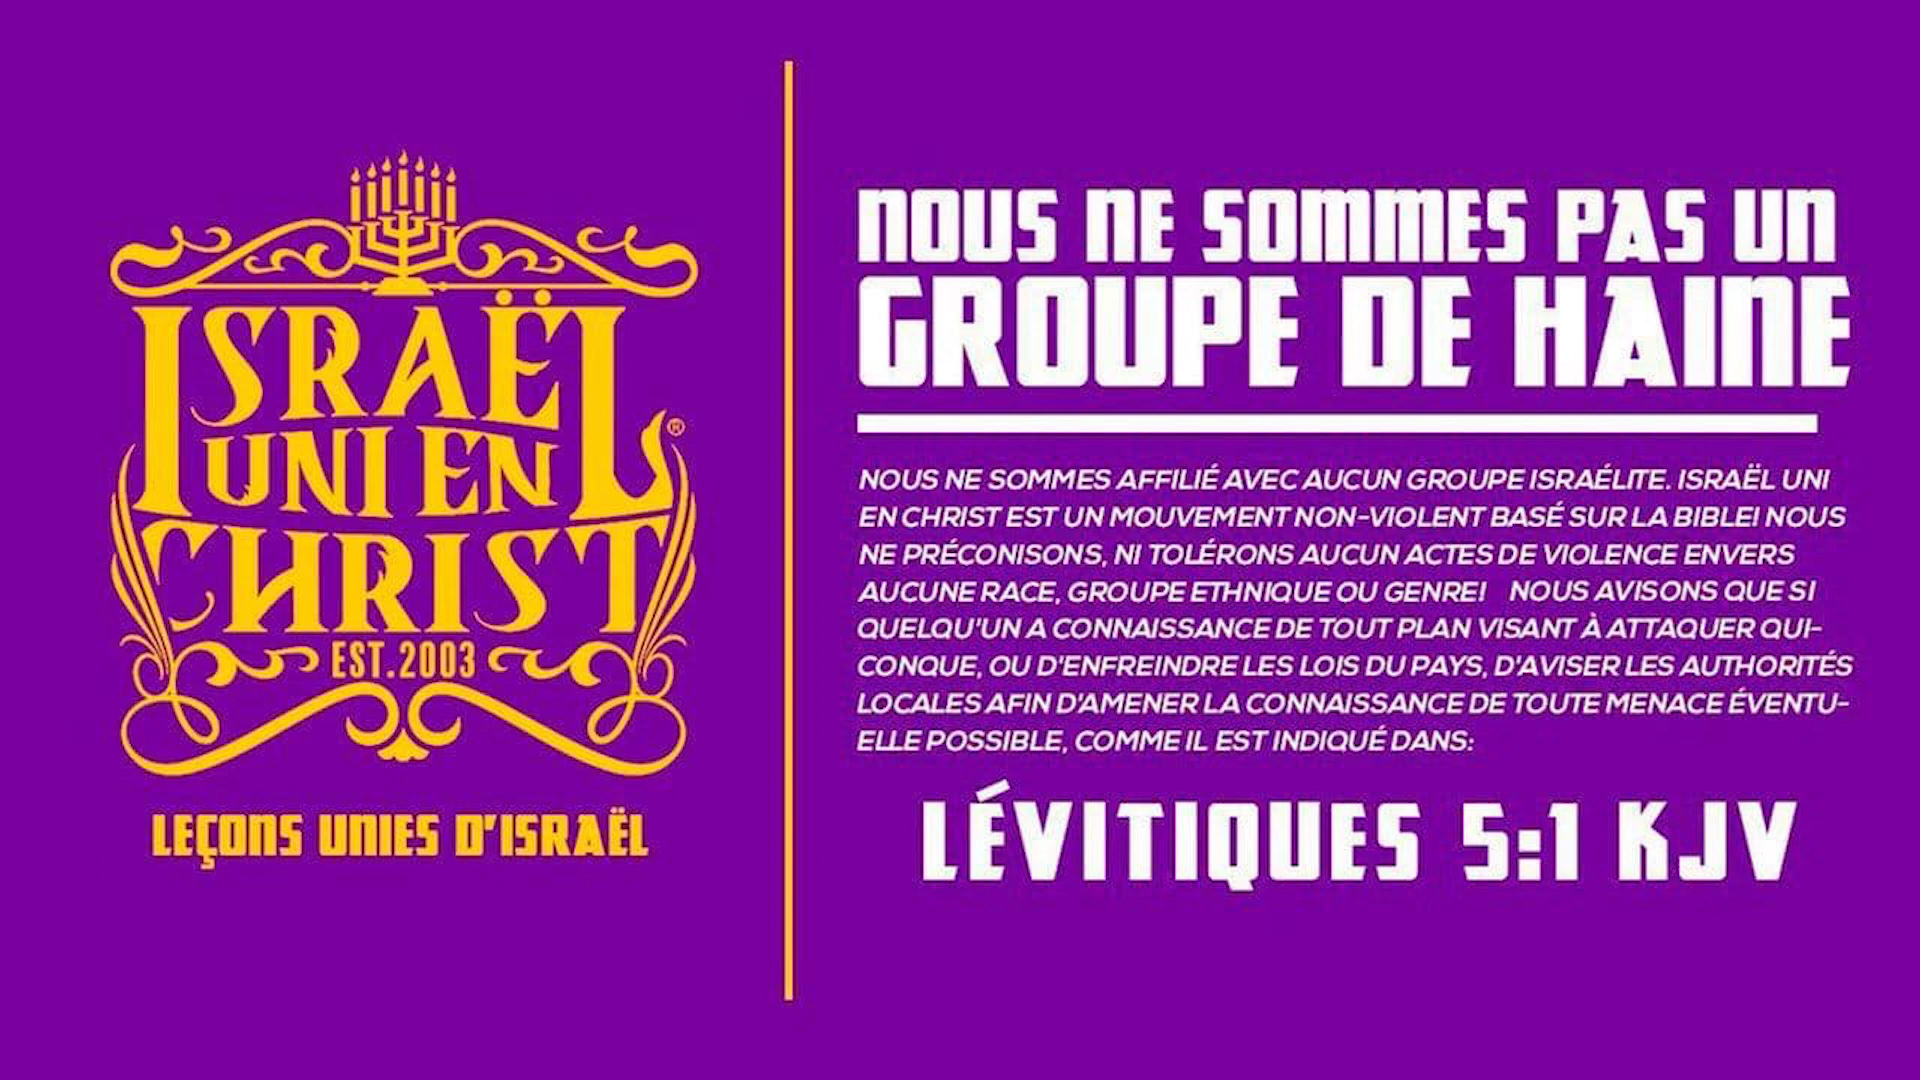 ISRAËL
UNI EN
CHRIST
®
EST. 2003
LEÇONS UNIES D'ISRAËL
NOUS NE SOMMES PAS UN
GROUPE DE HAINE
NOUS NE SOMMES AFFILIÉ AVEC AUCUN GROUPE ISRAÉLITE. ISRAËL UNI
EN CHRIST EST UN MOUVEMENT NON-VIOLENT BASÉ SUR LA BIBLE! NOUS
NE PRÉCONISONS, NI TOLÉRONS AUCUN ACTES DE VIOLENCE ENVERS
AUCUNE RACE, GROUPE ETHNIQUE OU GENRE! NOUS AVISONS QUE SI
QUELQU'UN A CONNAISSANCE DE TOUT PLAN VISANT À ATTAQUER QUI-
CONQUE, OU D'ENFREINDRE LES LOIS DU PAYS, D'AVISER LES AUTHORITÉS
LOCALES AFIN D'AMENER LA CONNAISSANCE DE TOUTE MENACE ÉVENTU-
ELLE POSSIBLE, COMME IL EST INDIQUÉ DANS:
LÉVITIQUES 5:1 KJV